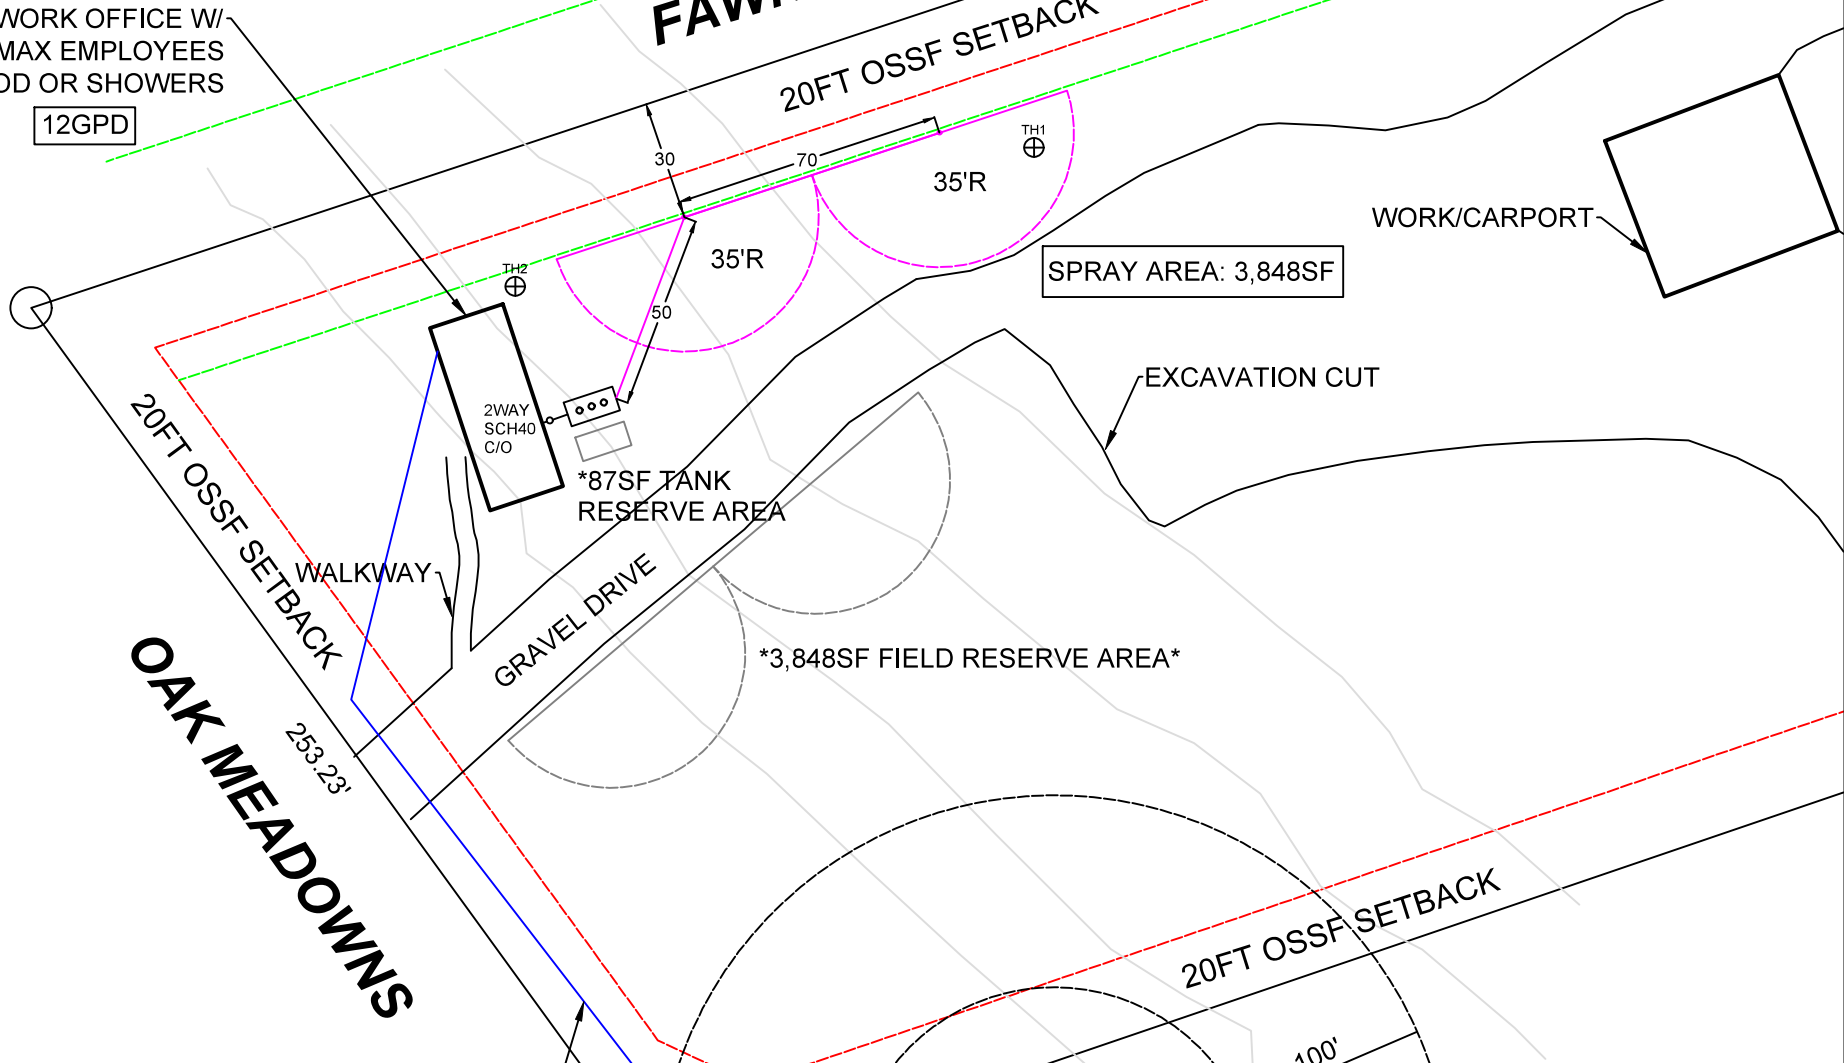 WORK OFFICE W/
MAX EMPLOYEES
OR SHOWERS
12GPD
20FT OSSF SETBACK
30
70
TH1
35'R
35'R
TH2
50
WORK/CARPORT
SPRAY AREA: 3,848SF
EXCAVATION CUT
2WAY
SCH40
C/O
*87SF TANK
RESERVE AREA
20FT OSSF SETBACK
WALKWAY
GRAVEL DRIVE
*3,848SF FIELD RESERVE AREA*
OAK MEADOWNS
253.23'
20FT OSSF SETBACK
100'